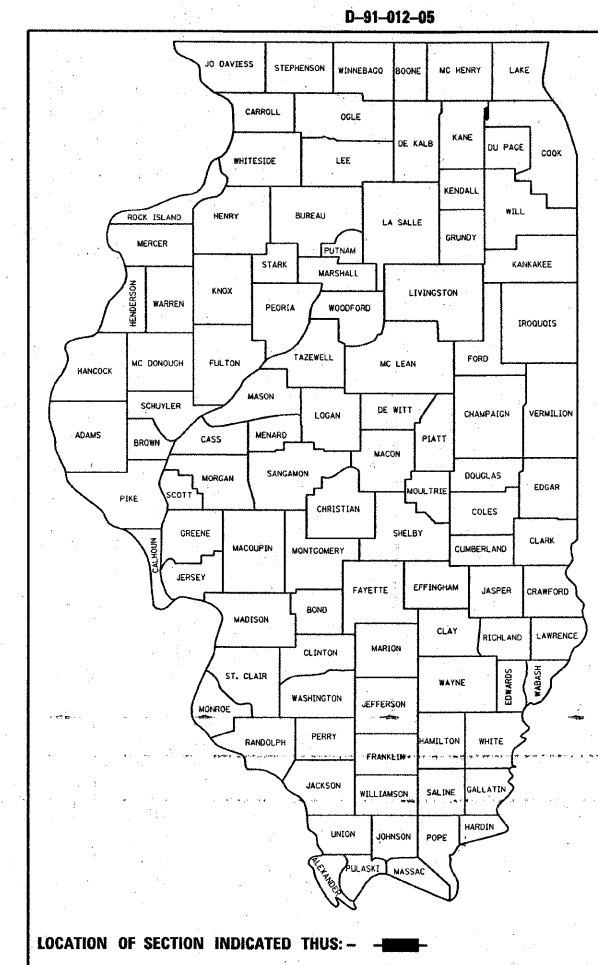 D-91-012-05
JO DAVIESS STEPHENSON WINNEBAGO BOONE MC HENRY LAKE
CARROLL OGLE DE KALB KANE DU PAGE COOK
WHITESIDE LEE
KENDALL
ROCK ISLAND HENRY BUREAU LA SALLE WILL
MERCER PUTNAM GRUNDY
STARK MARSHALL KANKAKEE
HENDERSON WARREN KNOX PEORIA WOODFORD LIVINGSTON IROQUOIS
HANCOCK MC DONOUGH FULTON TAZEWELL MC LEAN FORD
MASON
SCHUYLER LOGAN DE WITT CHAMPAIGN VERMILION
ADAMS BROWN CASS MENARD MACON PIATT
SANGAMON DOUGLAS
PIKE SCOTT MORGAN MOULTRIE EDGAR
CHRISTIAN COLES
GREENE MACOUPIN MONTGOMERY SHELBY CLARK
CALHOUN CUMBERLAND
JERSEY FAYETTE EFFINGHAM JASPER CRAWFORD
MADISON BOND
CLAY RICHLAND LAWRENCE
CLINTON MARION
ST. CLAIR WAYNE EDWARDS WABASH
WASHINGTON JEFFERSON
MONROE
RANDOLPH PERRY HAMILTON WHITE
FRANKLIN
JACKSON WILLIAMSON SALINE GALLATIN
UNION JOHNSON POPE HARDIN
ALEXANDER PULASKI MASSAC
LOCATION OF SECTION INDICATED THUS: -